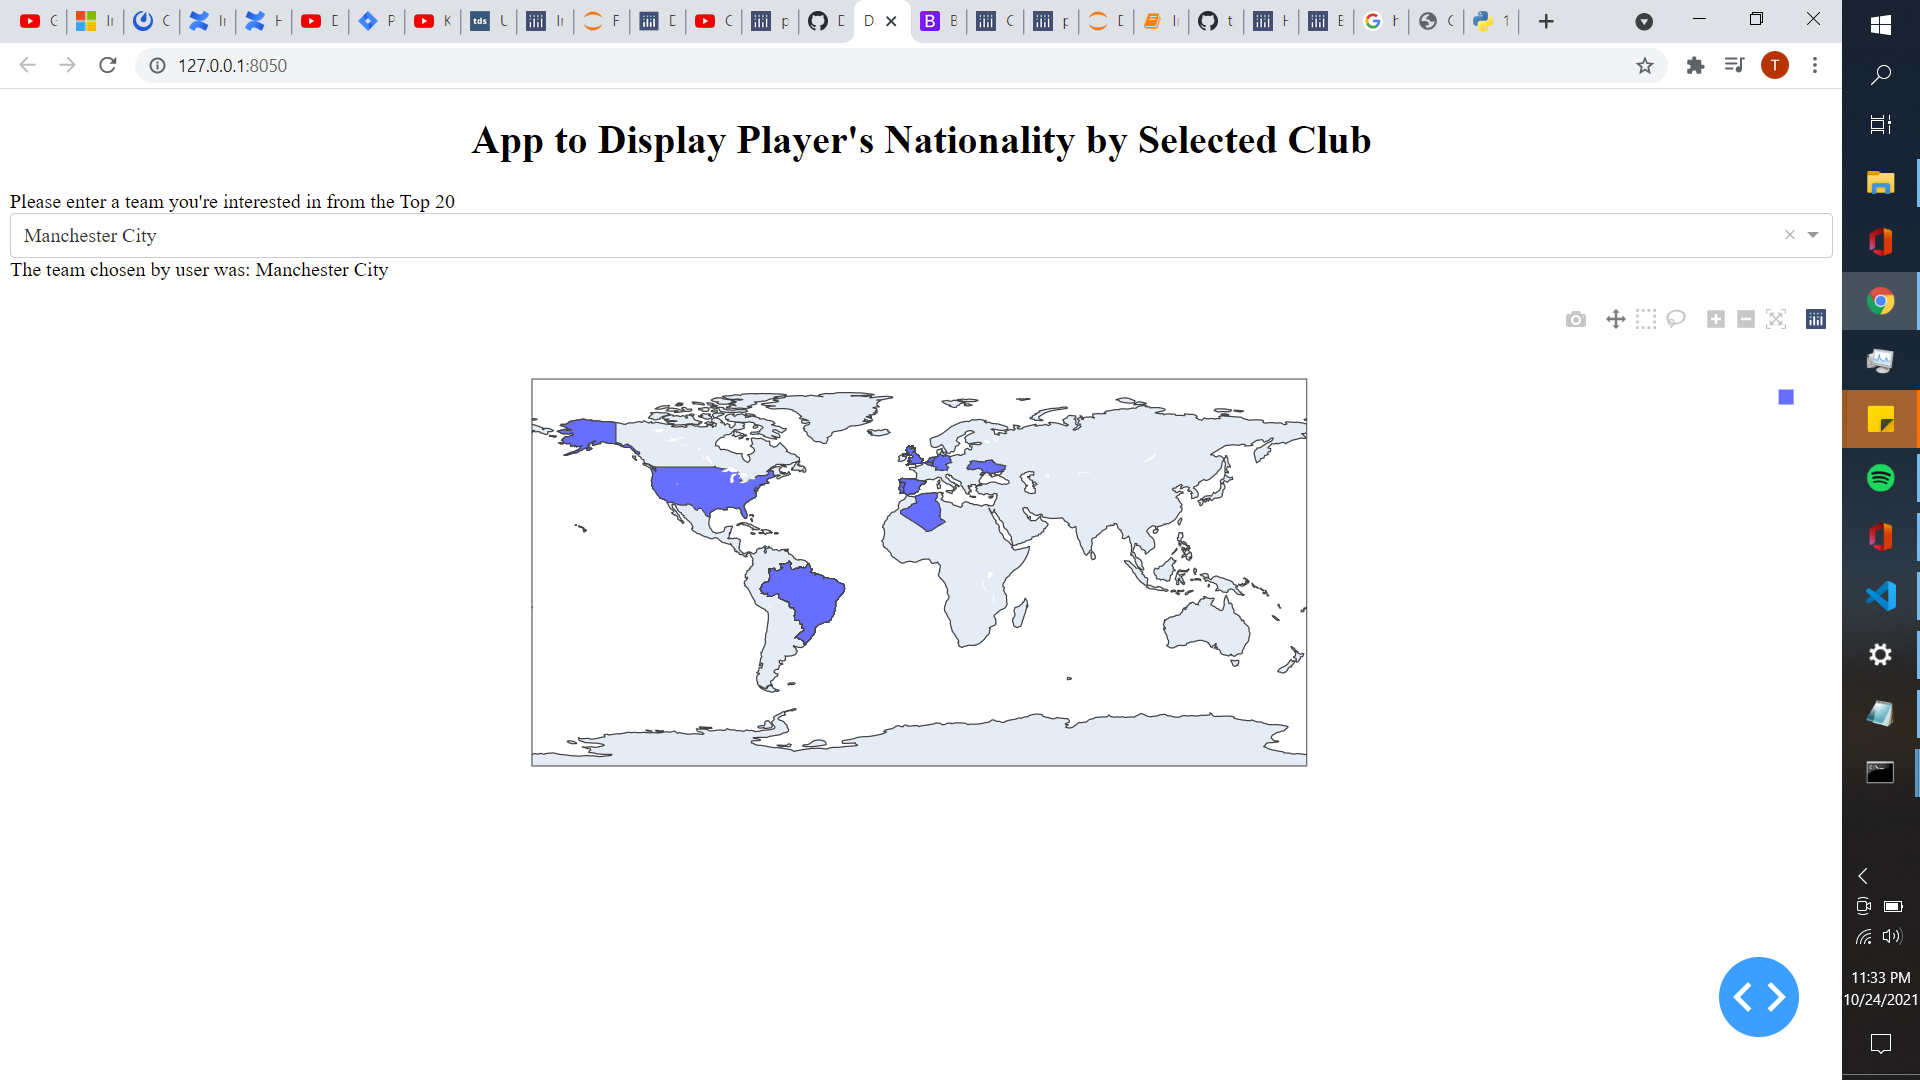 127.0.0.1:8050
T
App to Display Player's Nationality by Selected Club
Please enter a team you're interested in from the Top 20
Manchester City
The team chosen by user was: Manchester City
tds
11:33 PM
10/24/2021